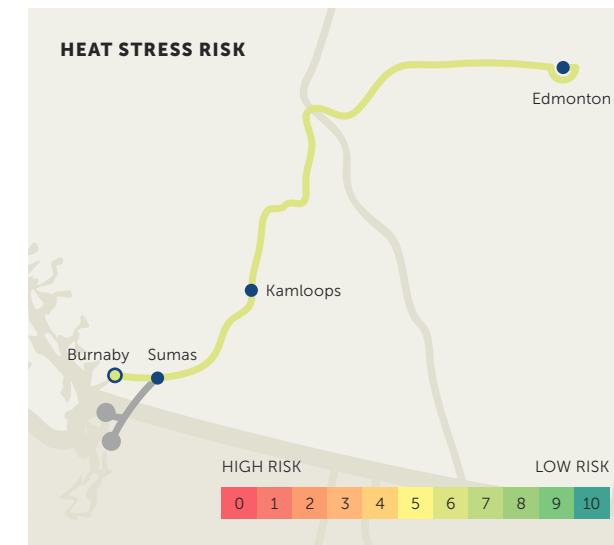 HEAT STRESS RISK
Edmonton
Kamloops
Burnaby Sumas
HIGH RISK LOW RISK
0 1 2 3 4 5 6 7 8 9 10